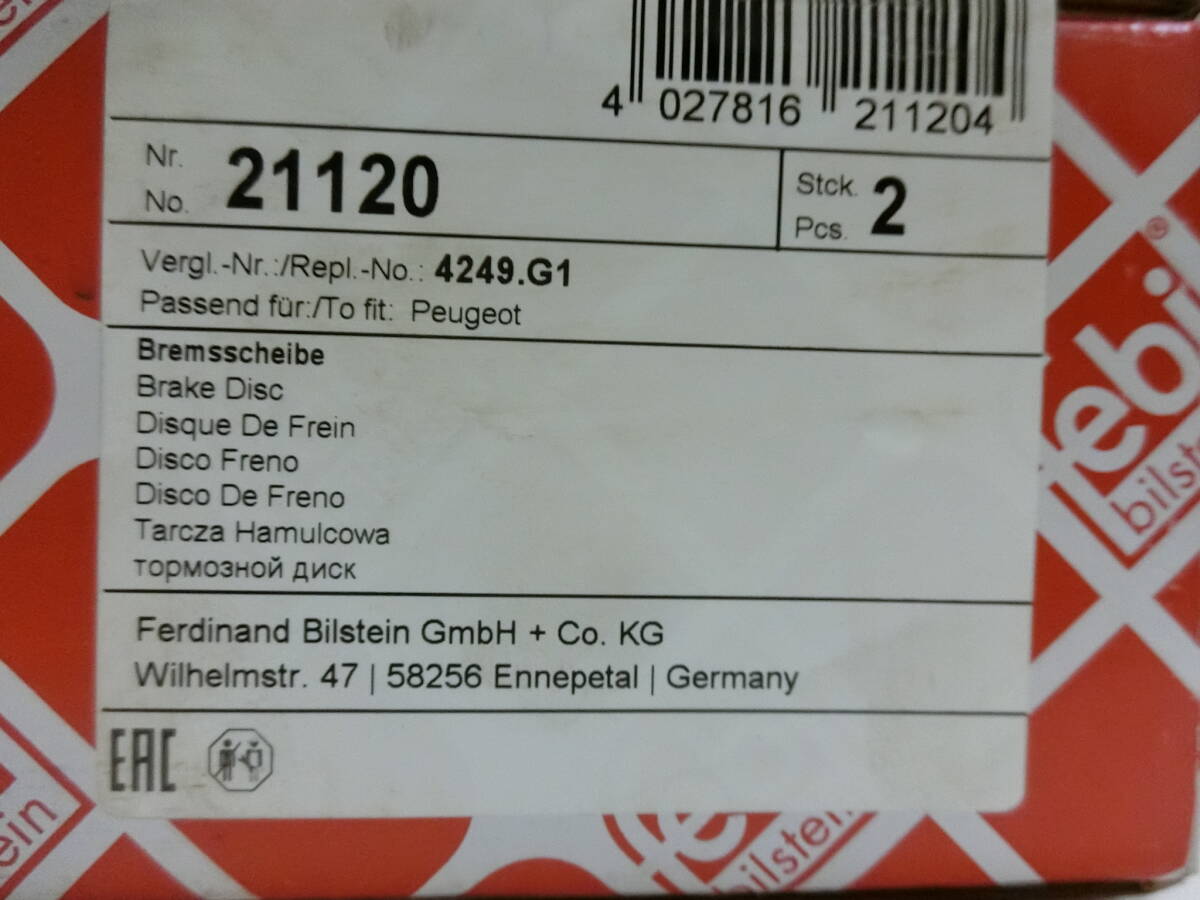 4 027816 211204
Nr.
No. 21120
Stck.
Pcs. 2
Vergl.-Nr.:/Repl.-No.: 4249.G1
Passend für:/To fit: Peugeot
Bremsscheibe
Brake Disc
Disque De Frein
Disco Freno
Disco De Freno
Tarcza Hamulcowa
тормозной диск
Ferdinand Bilstein GmbH + Co. KG
Wilhelmstr. 47 | 58256 Ennepetal | Germany
EAC
febi®
bilst
bilstein
tein